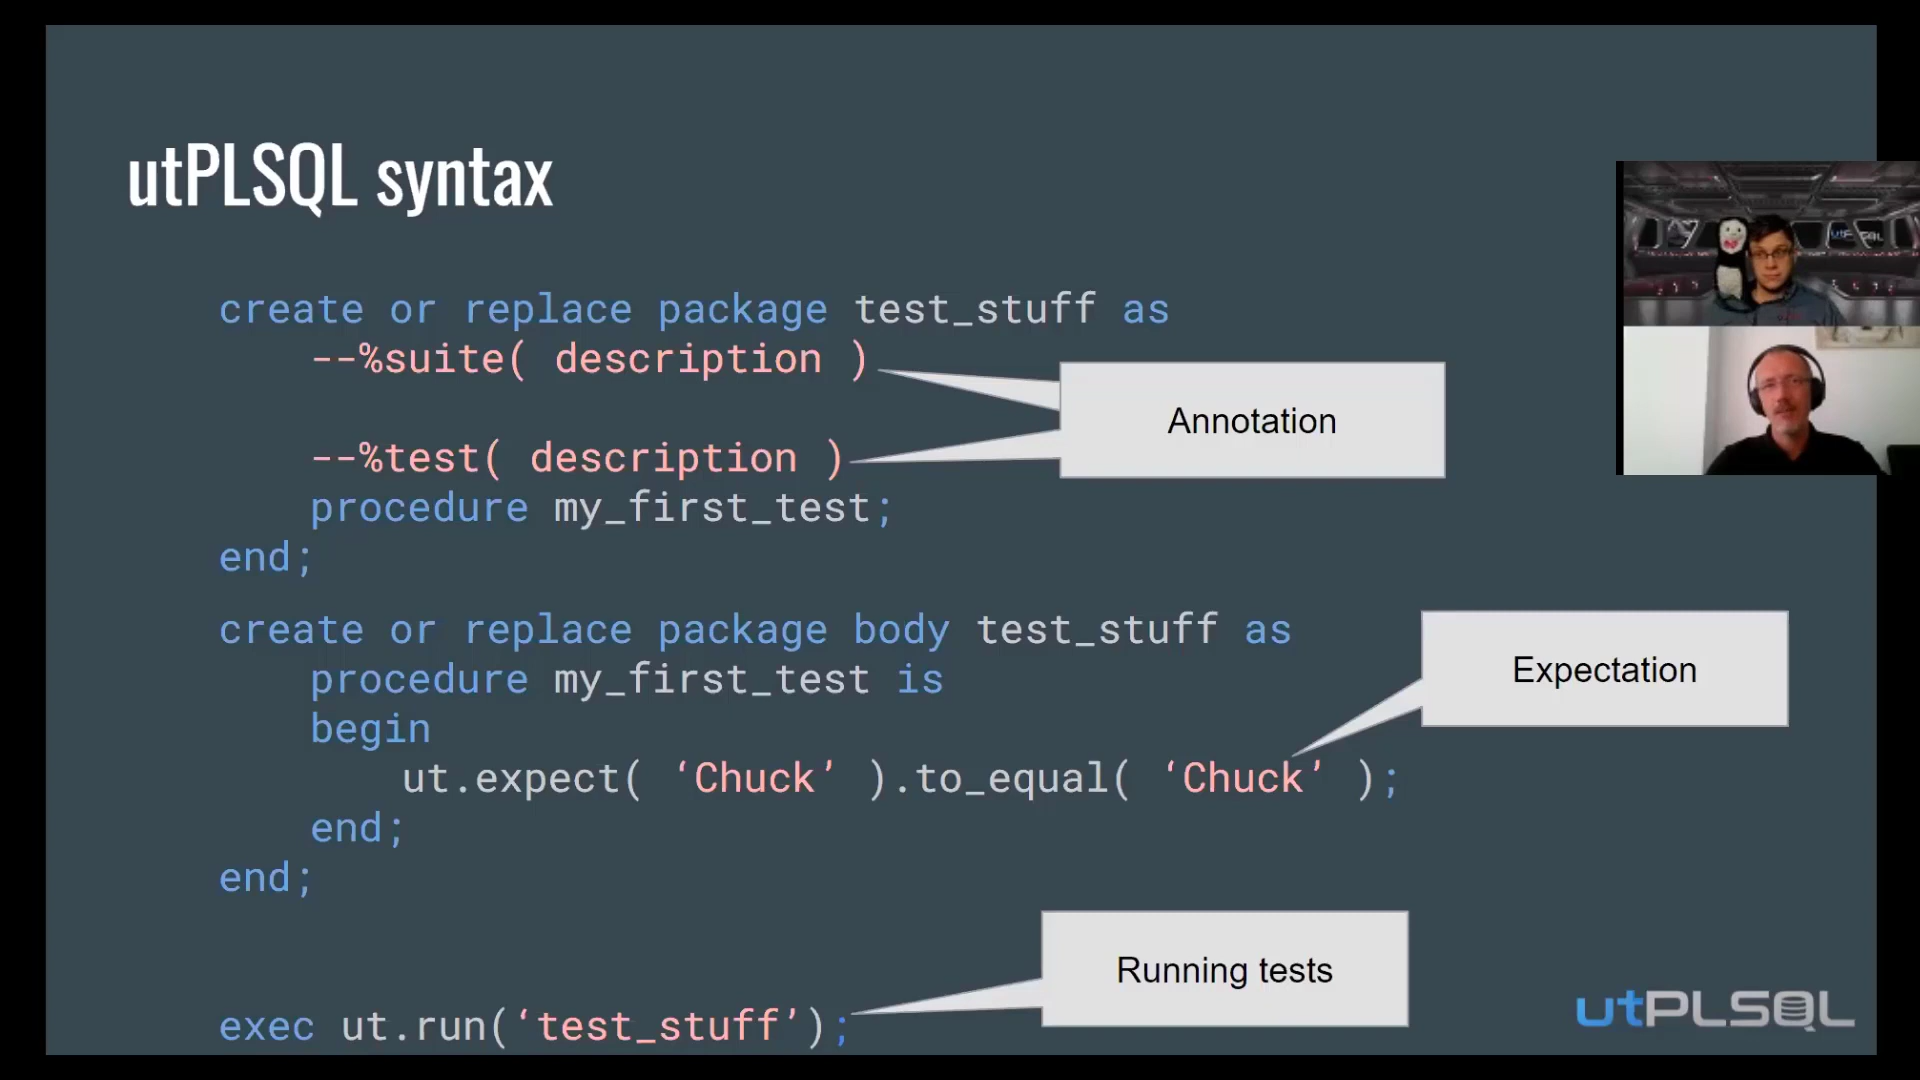 utPLSQL syntax
create or replace package test_stuff as
--%suite( description )
Annotation
--%test( description )
procedure my_first_test;
end;
create or replace package body test_stuff as
procedure my_first_test is
Expectation
begin
ut.expect( ‘Chuck’ ).to_equal( ‘Chuck’ );
end;
end;
Running tests
exec ut.run(‘test_stuff’);
utPLSQL